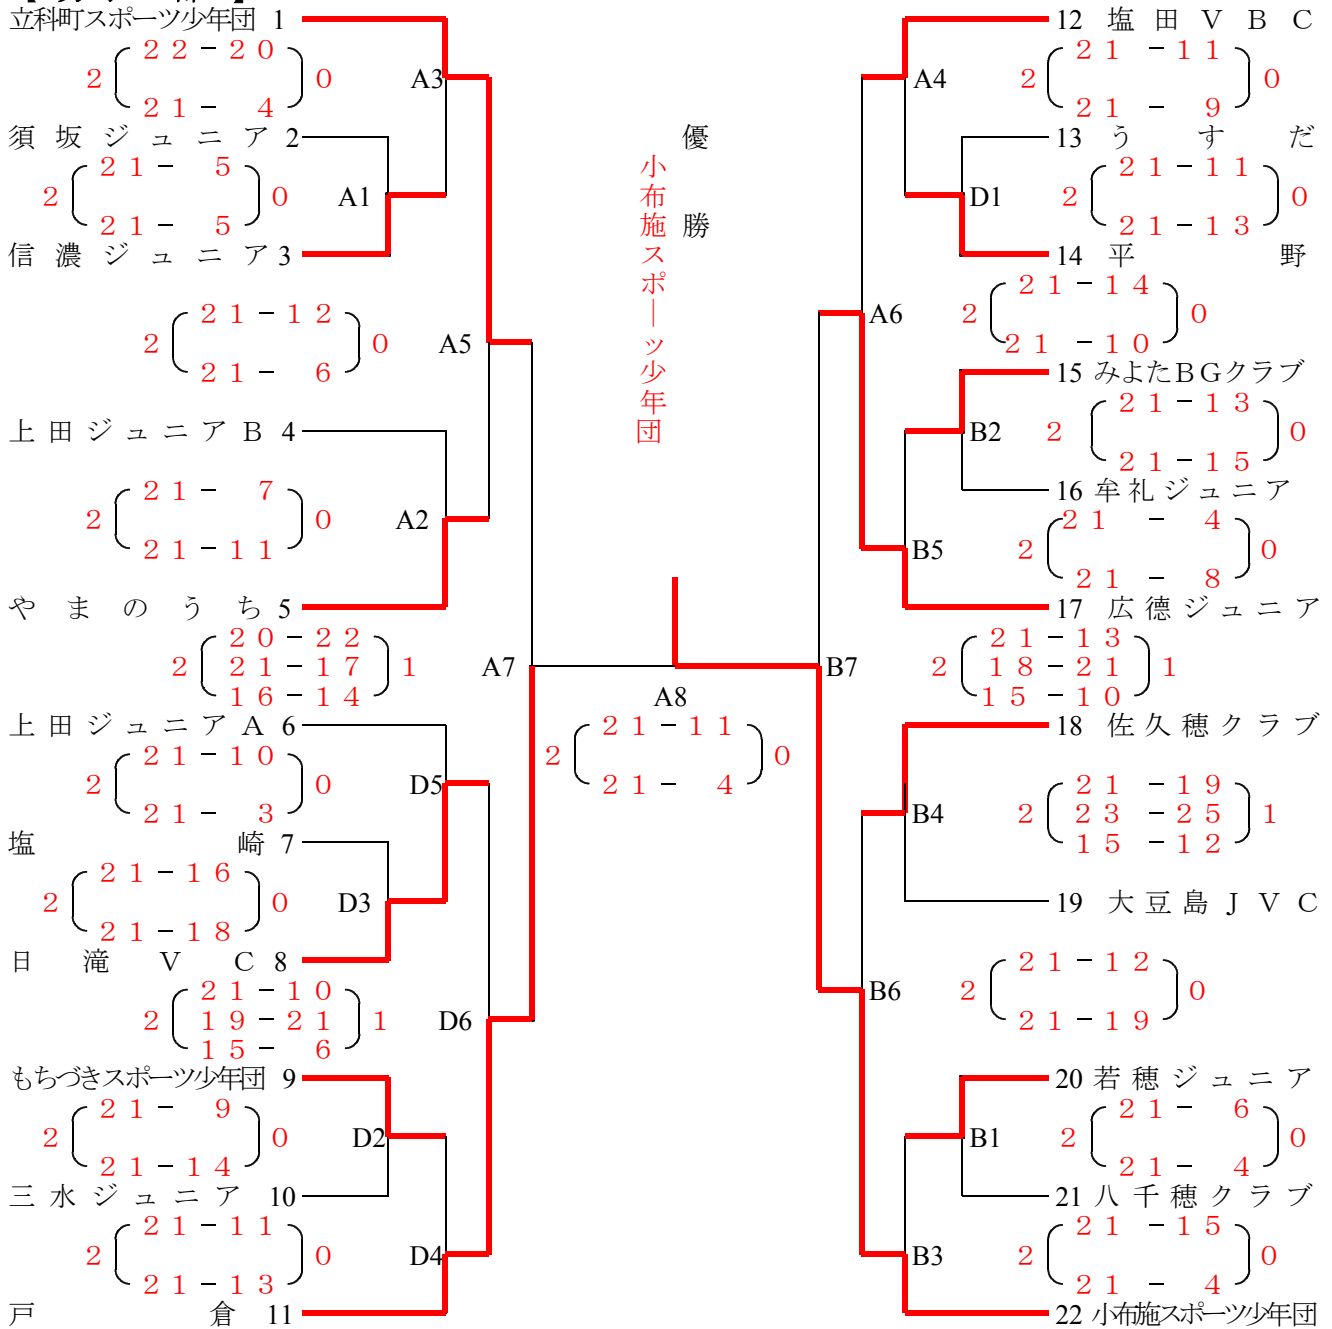 立科町スポーツ少年団 1
22-20
2 0
21- 4
A3
須坂ジュニア 2
21- 5
2 0
21- 5
A1
信濃ジュニア 3
21-12
2 0
21- 6
A5
上田ジュニアB 4
21- 7
2 0
21-11
A2
やまのうち 5
20-22
2 21-17 1
16-14
A7
上田ジュニアA 6
21-10
2 0
21- 3
D5
塩崎 7
21-16
2 0
21-18
D3
日滝VC 8
21-10
2 19-21 1
15- 6
D6
もちづきスポーツ少年団 9
21- 9
2 0
21-14
D2
三水ジュニア 10
21-11
2 0
21-13
D4
戸倉 11
優勝
小布施スポーツ少年団
A8
21-11
2 0
21- 4
12 塩田VBC
21-11
2 0
21- 9
A4
13 うすだ
21-11
2 0
21-13
D1
14 平野
21-14
2 0
21-10
A6
15 みよたBGクラブ
21-13
2 0
21-15
B2
16 牟礼ジュニア
21- 4
2 0
21- 8
B5
17 広徳ジュニア
21-13
2 18-21 1
15-10
B7
18 佐久穂クラブ
21-19
2 23-25 1
15-12
B4
19 大豆島JVC
21-12
2 0
21-19
B6
20 若穂ジュニア
21- 6
2 0
21- 4
B1
21 八千穂クラブ
21-15
2 0
21- 4
B3
22 小布施スポーツ少年団